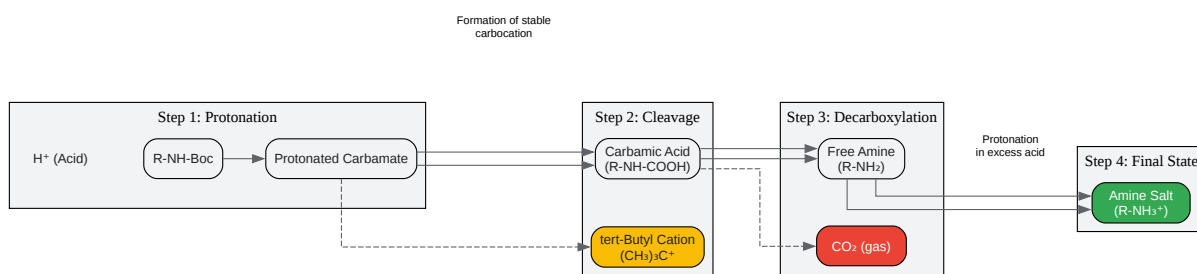 Formation of stable
carbocation
Step 1: Protonation
H⁺ (Acid)
R-NH-Boc
Protonated Carbamate
Step 2: Cleavage
Carbamic Acid
(R-NH-COOH)
tert-Butyl Cation
(CH₃)₃C⁺
Step 3: Decarboxylation
Free Amine
(R-NH₂)
CO₂ (gas)
Protonation
in excess acid
Step 4: Final State
Amine Salt
(R-NH₃⁺)